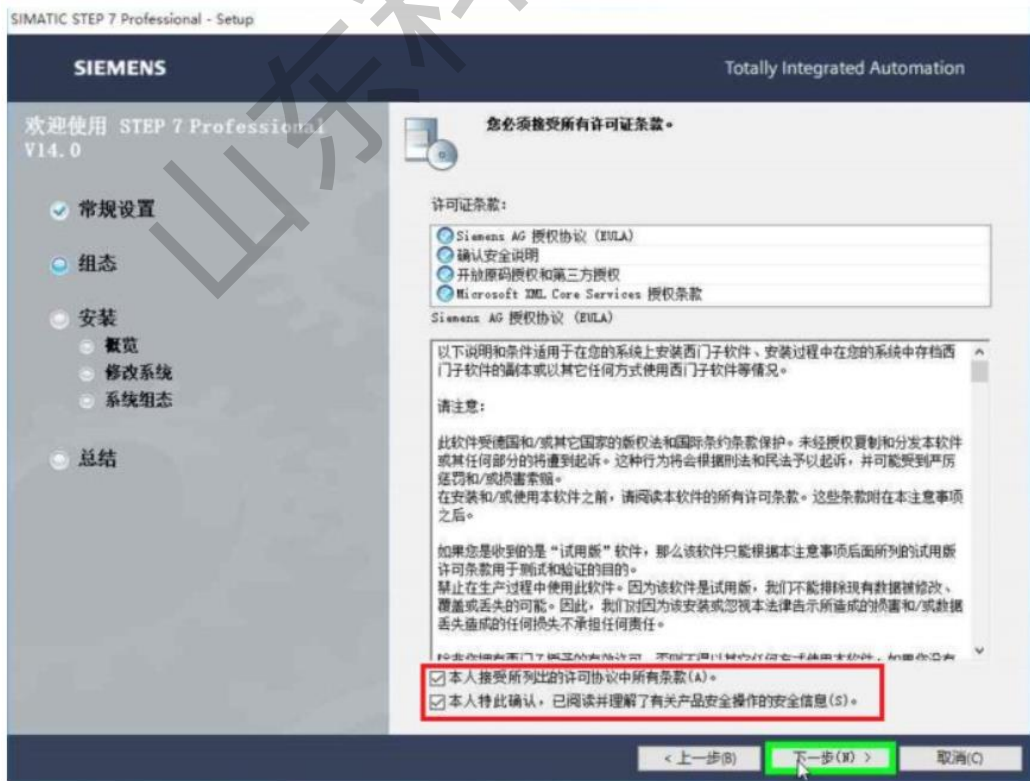 SIMATIC STEP 7 Professional - Setup
SIEMENS
Totally Integrated Automation
欢迎使用 STEP 7 Professional
V14.0
常规设置
组态
安装
概览
修改系统
系统组态
总结
您必须接受所有许可证条款。
许可证条款:
Siemens AG 授权协议 (EULA)
确认安全说明
开放原码授权和第三方授权
Microsoft XML Core Services 授权条款
Siemens AG 授权协议 (EULA)
以下说明和条件适用于在您的系统上安装西门子软件、安装过程中在您的系统中存档西
门子软件的副本或以其它任何方式使用西门子软件等情况。
请注意:
此软件受德国和/或其它国家的版权法和国际条约条款保护。未经授权复制和分发本软件
或其任何部分的将遭到起诉。这种行为将会根据刑法和民法予以起诉,并可能受到严厉
惩罚和/或损害索赔。
在安装和/或使用本软件之前,请阅读本软件的所有许可条款。这些条款附在本注意事项
之后。
如果您是收到的是“试用版”软件,那么该软件只能根据本注意事项后面所列的试用版
许可条款用于测试和验证的目的。
禁止在生产过程中使用此软件。因为该软件是试用版,我们不能排除现有数据被修改、
覆盖或丢失的可能。因此,我们对因为该安装或忽视本法律告示所造成的损害和/或数据
丢失造成的任何损失不承担任何责任。
本人接受所列出的许可协议中所有条款(A)。
本人特此确认,已阅读并理解了有关产品安全操作的安全信息(S)。
< 上一步(B)
下一步(N) >
取消(C)
山东